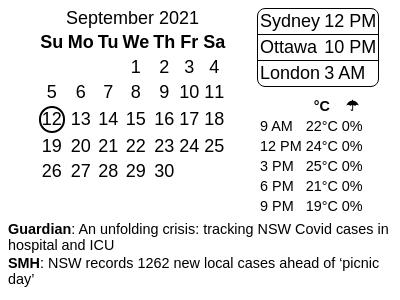 September 2021
Su Mo Tu We Th Fr Sa
1 2 3 4
5 6 7 8 9 10 11
12 13 14 15 16 17 18
19 20 21 22 23 24 25
26 27 28 29 30
Sydney 12 PM
Ottawa 10 PM
London 3 AM
°C ☂
9 AM 22°C 0%
12 PM 24°C 0%
3 PM 25°C 0%
6 PM 21°C 0%
9 PM 19°C 0%
Guardian: An unfolding crisis: tracking NSW Covid cases in
hospital and ICU
SMH: NSW records 1262 new local cases ahead of ‘picnic
day’